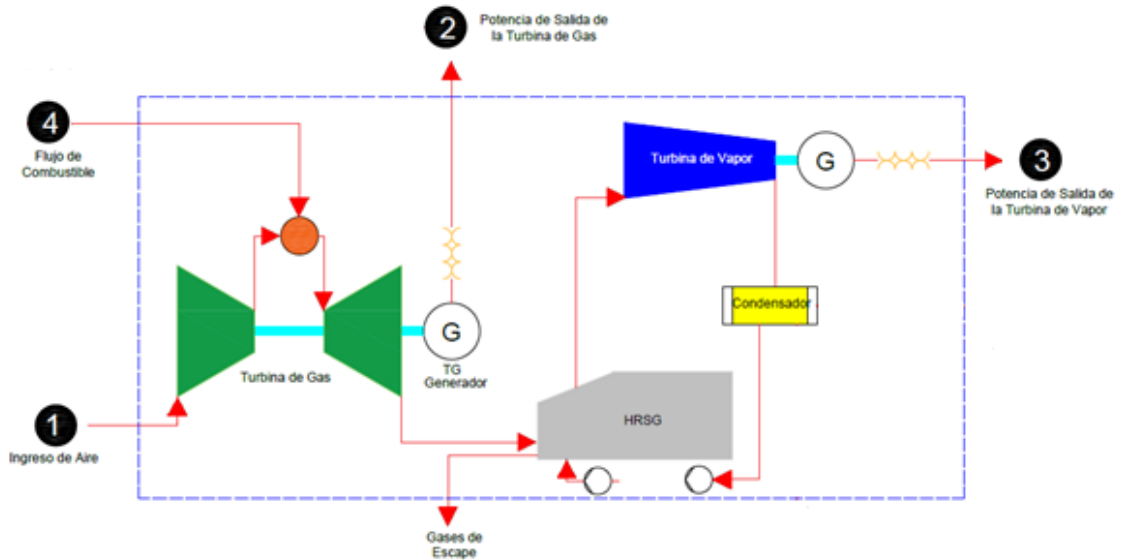 2
Potencia de Salida de
la Turbina de Gas
4
Flujo de
Combustible
Turbina de Vapor
G
3
Potencia de Salida de
la Turbina de Vapor
Condensador
G
TG
Generador
Turbina de Gas
1
Ingreso de Aire
HRSG
Gases de
Escape